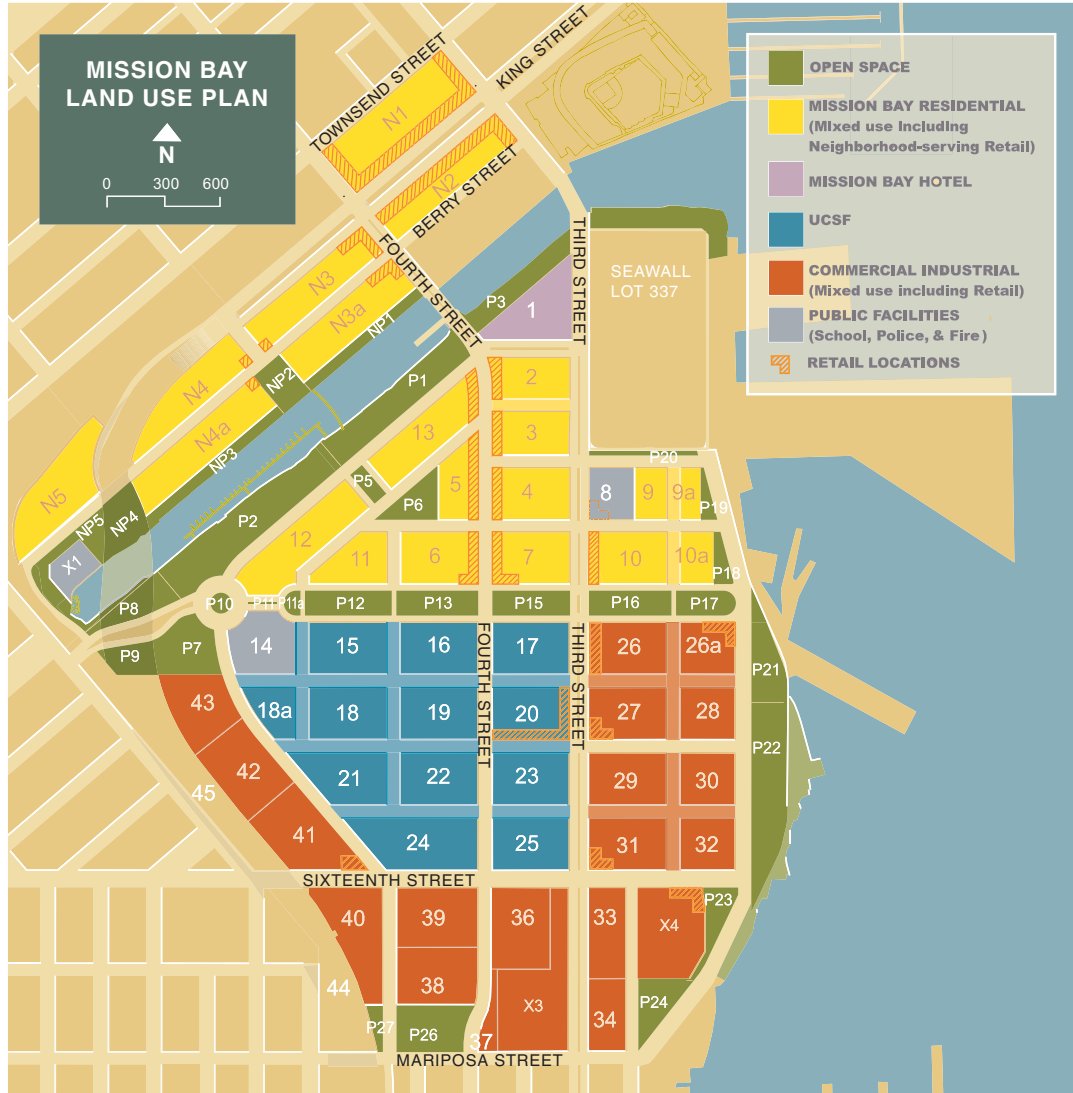 MISSION BAY
LAND USE PLAN
N
0 300 600
TOWNSEND STREET
KING STREET
BERRY STREET
FOURTH STREET
THIRD STREET
OPEN SPACE
MISSION BAY RESIDENTIAL
(Mixed use including
Neighborhood-serving Retail)
MISSION BAY HOTEL
UCSF
COMMERCIAL INDUSTRIAL
(Mixed use including Retail)
PUBLIC FACILITIES
(School, Police, & Fire)
RETAIL LOCATIONS
SEAWALL
LOT 337
N1
N2
N3
N3a
NP1
P3
1
N4
NP2
P1
2
N4a
NP3
13
3
P20
N5
NP5
NP4
P2
P5
P6
5
4
8
9
9a
P19
X1
12
11
6
7
10
10a
P18
P8
P10
P11
P11a
P12
P13
P15
P16
P17
P9
P7
14
15
16
17
26
26a
P21
FOURTH STREET
THIRD STREET
43
18a
18
19
20
27
28
P22
42
45
21
22
23
29
30
41
24
25
31
32
SIXTEENTH STREET
40
39
36
33
X4
P23
44
38
X3
34
P24
P27
P26
37
MARIPOSA STREET